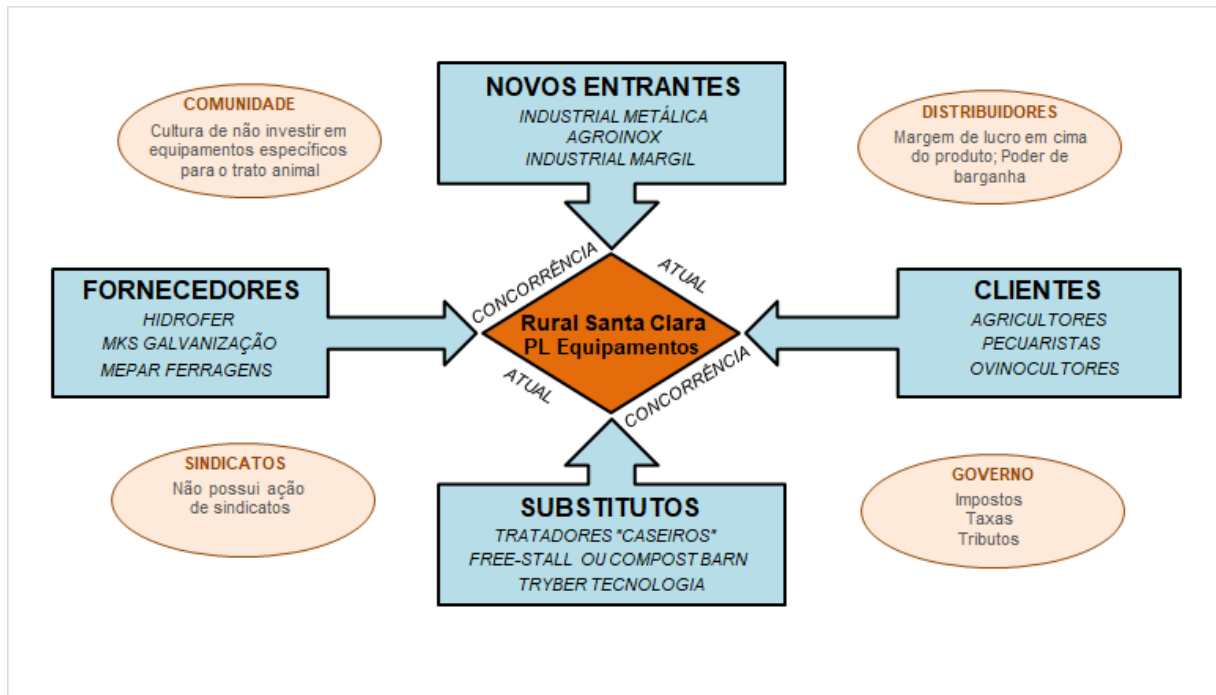 NOVOS ENTRANTES
INDUSTRIAL METÁLICA
AGROINOX
INDUSTRIAL MARGIL
COMUNIDADE
Cultura de não investir em
equipamentos específicos
para o trato animal
DISTRIBUIDORES
Margem de lucro em cima
do produto; Poder de
barganha
FORNECEDORES
HIDROFER
MKS GALVANIZAÇÃO
MEPAR FERRAGENS
CONCORRÊNCIA
ATUAL
Rural Santa Clara
PL Equipamentos
ATUAL
CONCORRÊNCIA
CLIENTES
AGRICULTORES
PECUARISTAS
OVINOCULTORES
SINDICATOS
Não possui ação
de sindicatos
SUBSTITUTOS
TRATADORES "CASEIROS"
FREE-STALL OU COMPOST BARN
TRYBER TECNOLOGIA
GOVERNO
Impostos
Taxas
Tributos